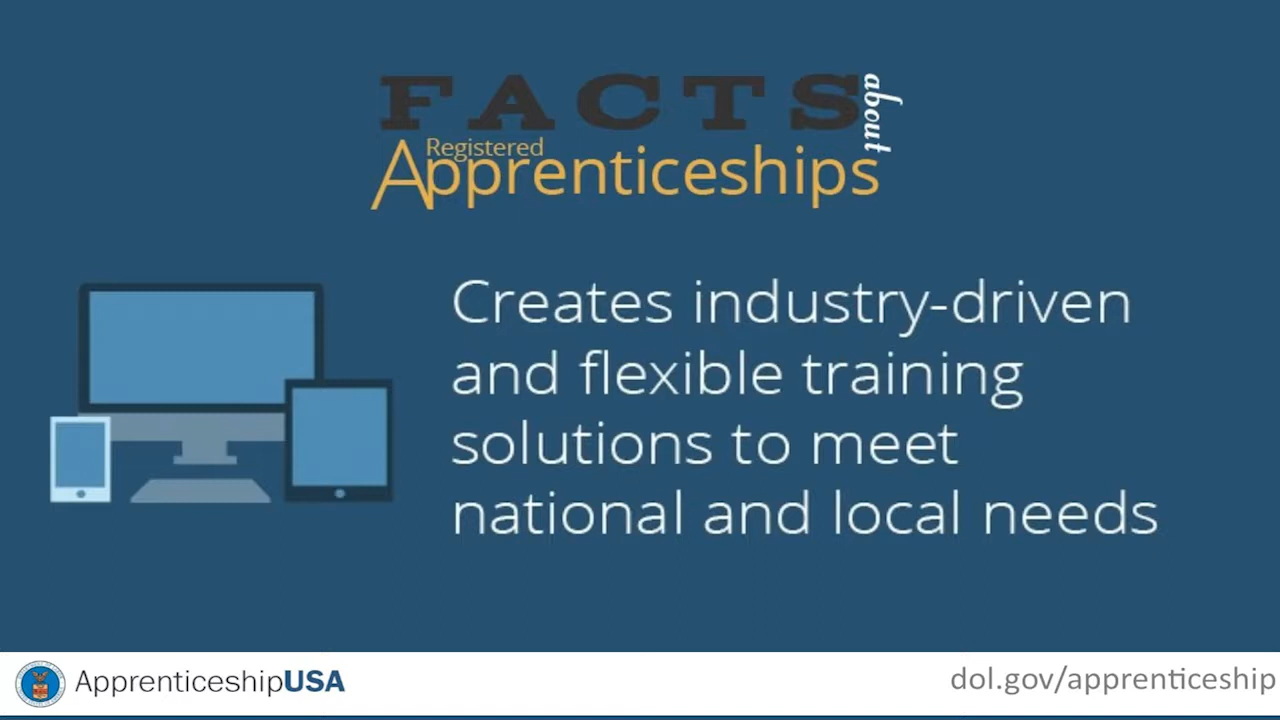 FACTS about
Registered
Apprenticeships
Creates industry-driven
and flexible training
solutions to meet
national and local needs
ApprenticeshipUSA
dol.gov/apprenticeship